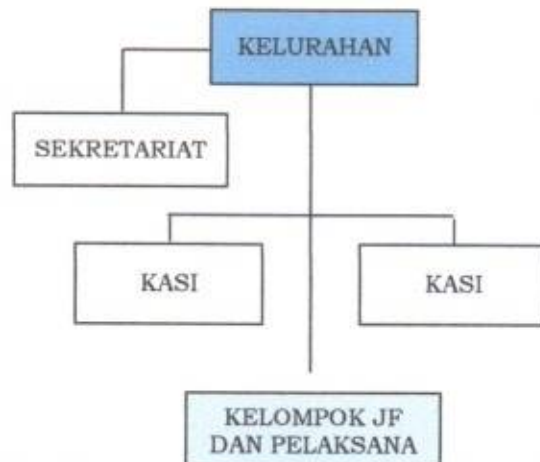 KELURAHAN
SEKRETARIAT
KASI
KASI
KELOMPOK JF
DAN PELAKSANA